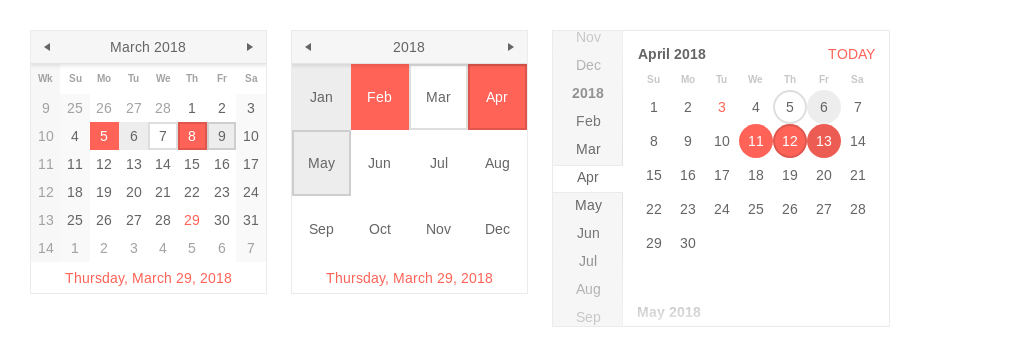 March 2018
Wk Su Mo Tu We Th Fr Sa
9 25 26 27 28 1 2 3
10 4 5 6 7 8 9 10
11 11 12 13 14 15 16 17
12 18 19 20 21 22 23 24
13 25 26 27 28 29 30 31
14 1 2 3 4 5 6 7
Thursday, March 29, 2018
2018
Jan Feb Mar Apr
May Jun Jul Aug
Sep Oct Nov Dec
Thursday, March 29, 2018
Nov
Dec
2018
Feb
Mar
Apr
May
Jun
Jul
Aug
Sep
April 2018 TODAY
Su Mo Tu We Th Fr Sa
1 2 3 4 5 6 7
8 9 10 11 12 13 14
15 16 17 18 19 20 21
22 23 24 25 26 27 28
29 30
May 2018